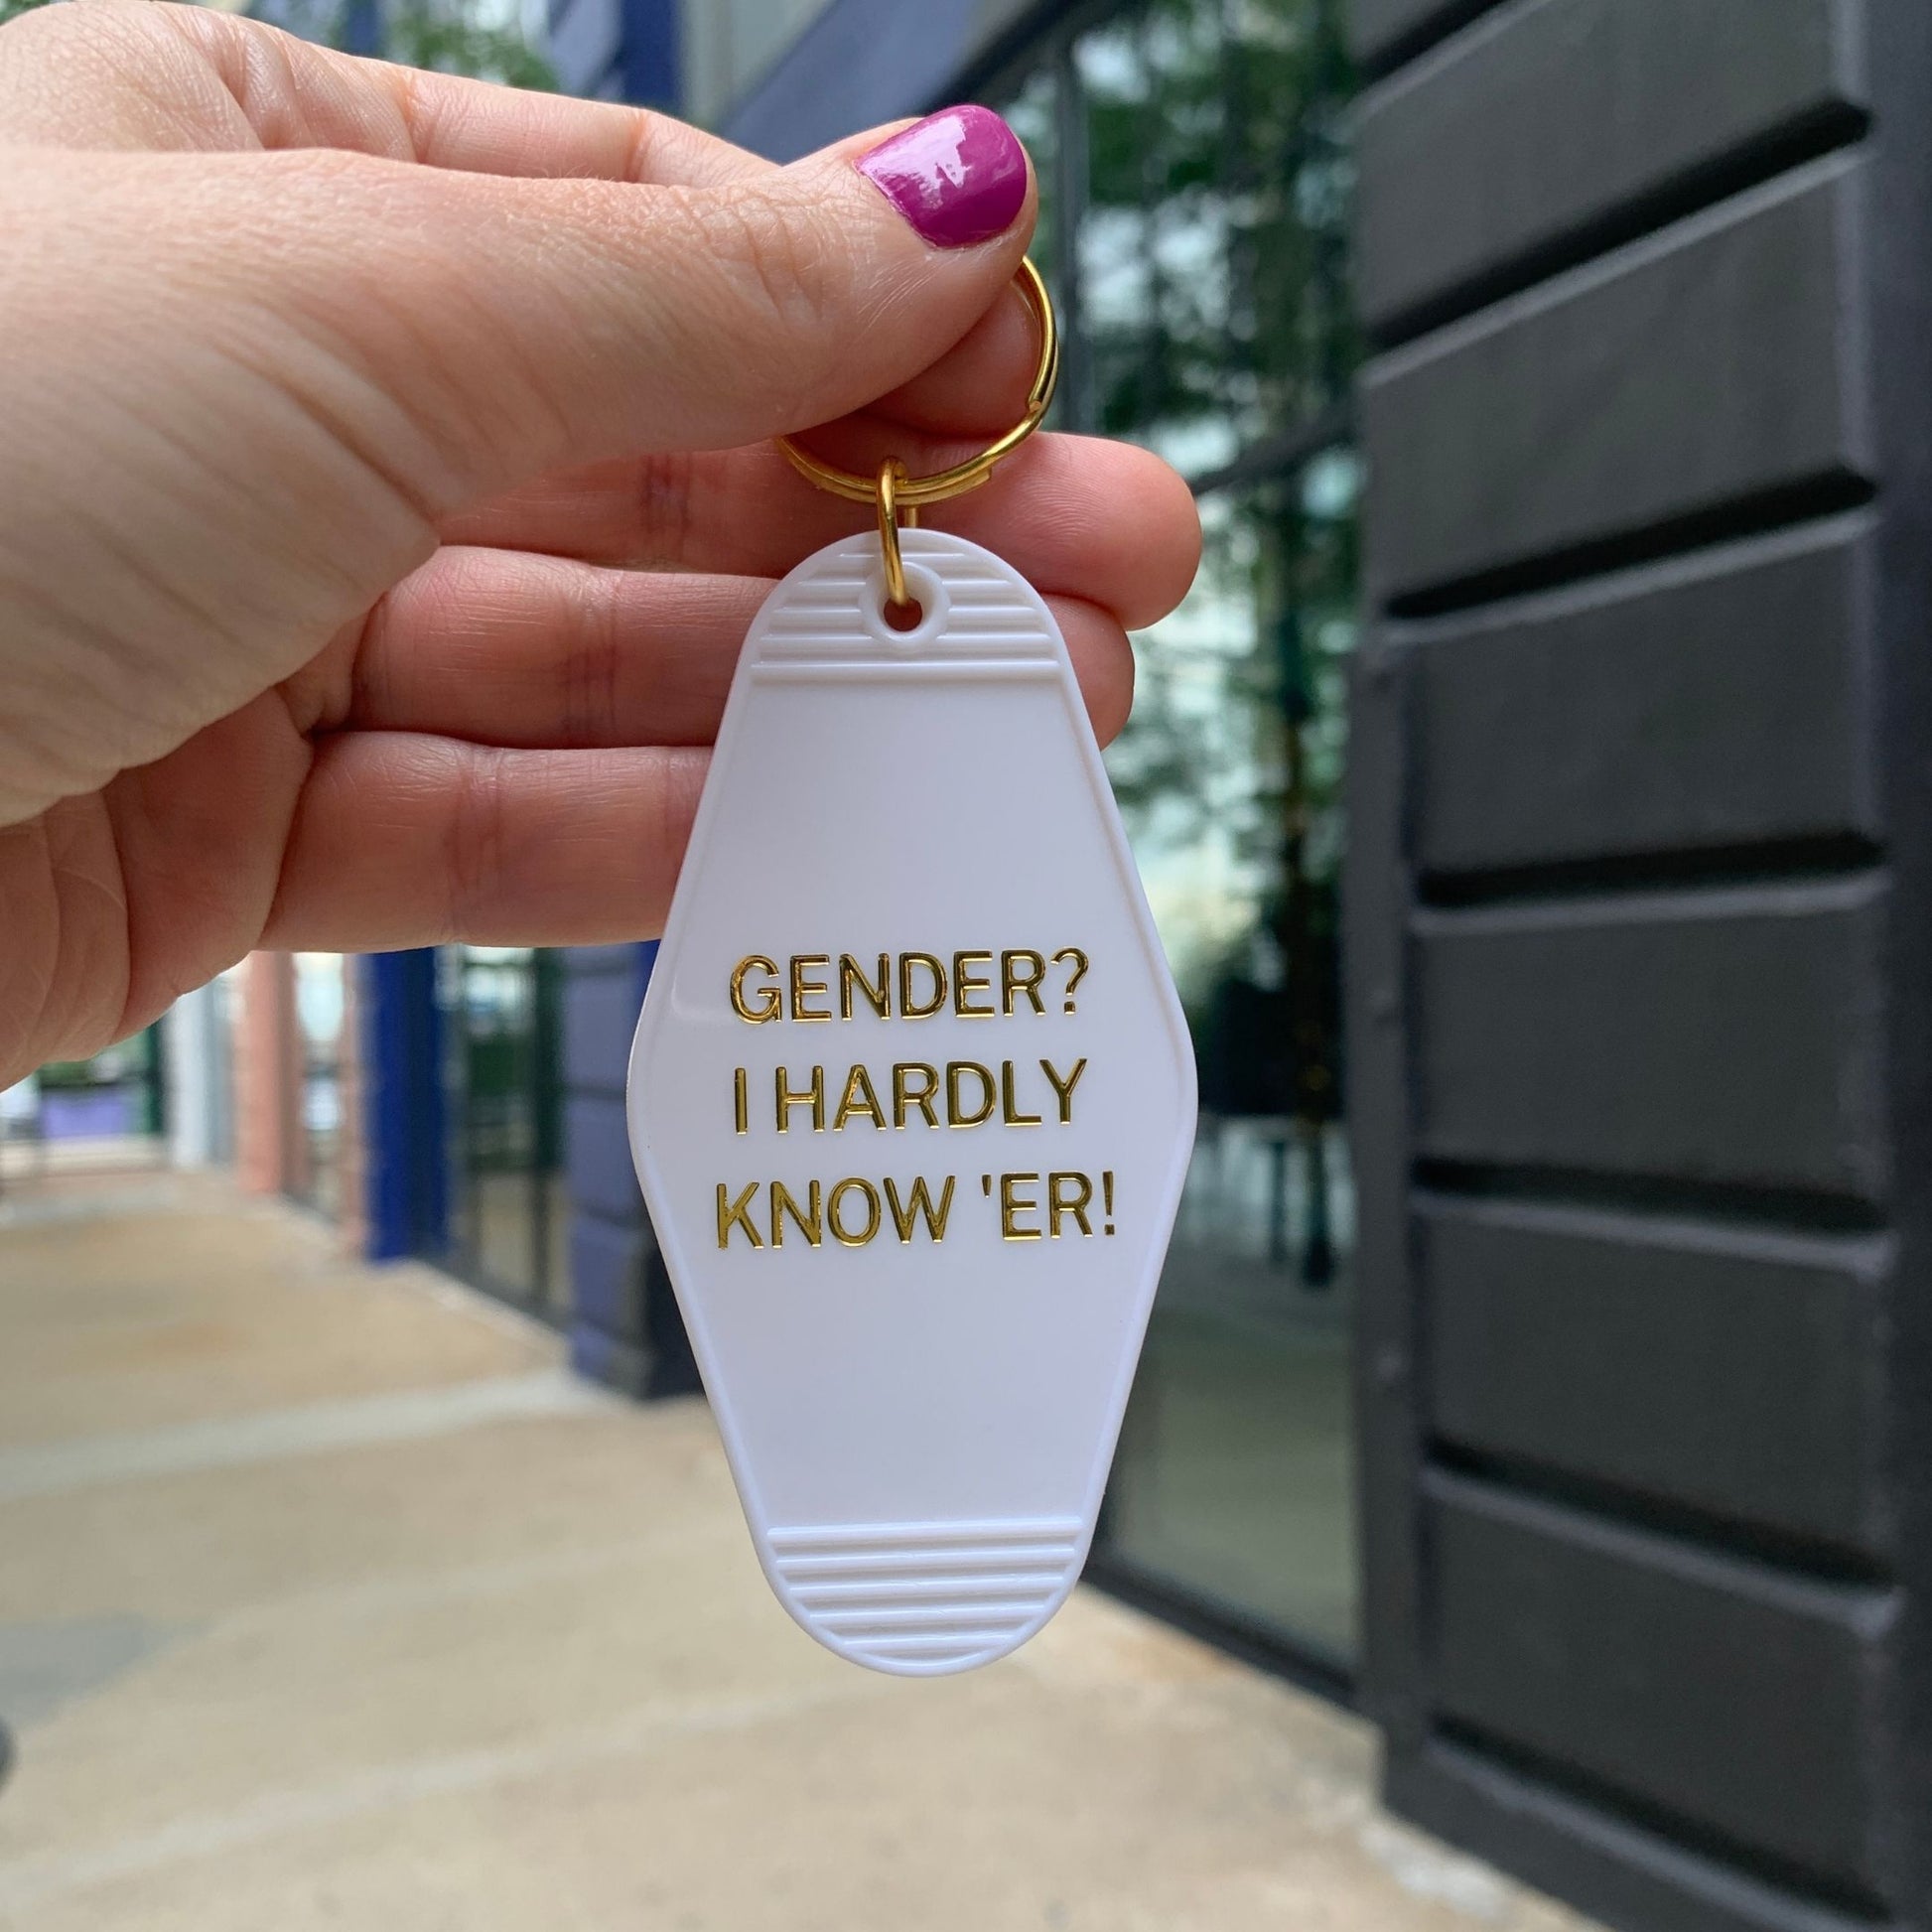 GENDER?
I HARDLY
KNOW 'ER!